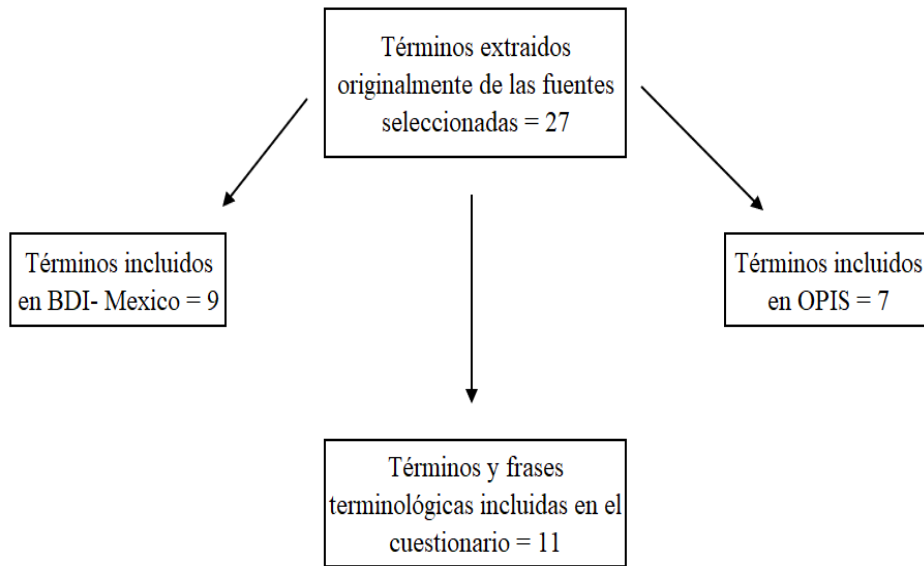 Términos extraidos
originalmente de las fuentes
seleccionadas = 27
Términos incluidos
en BDI- Mexico = 9
Términos incluidos
en OPIS = 7
Términos y frases
terminológicas incluidas en el
cuestionario = 11